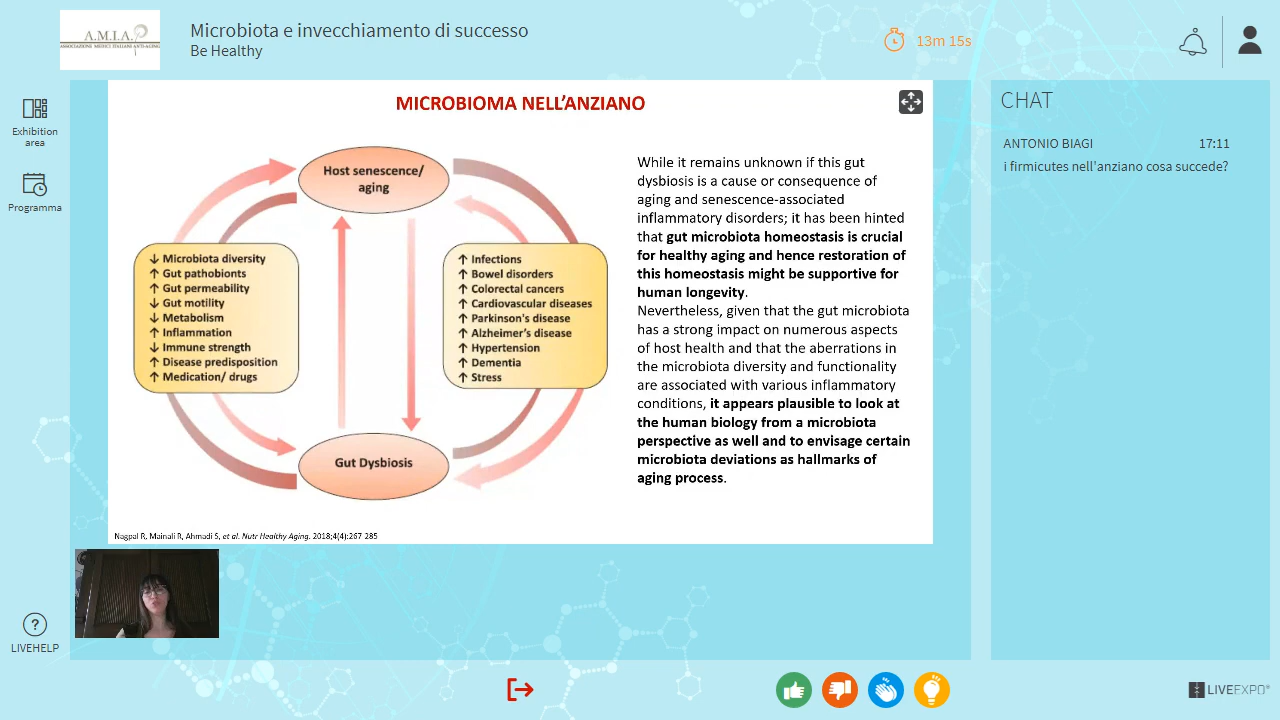 A.M.I.A.
ASSOCIAZIONE MEDICI ITALIANI ANTI-AGING
Microbiota e invecchiamento di successo
Be Healthy
13m 15s
Exhibition
area
Programma
LIVEHELP
MICROBIOMA NELL'ANZIANO
Host senescence/
aging
↓ Microbiota diversity
↑ Gut pathobionts
↑ Gut permeability
↓ Gut motility
↓ Metabolism
↑ Inflammation
↓ Immune strength
↑ Disease predisposition
↑ Medication/ drugs
↑ Infections
↑ Bowel disorders
↑ Colorectal cancers
↑ Cardiovascular diseases
↑ Parkinson's disease
↑ Alzheimer's disease
↑ Hypertension
↑ Dementia
↑ Stress
Gut Dysbiosis
While it remains unknown if this gut
dysbiosis is a cause or consequence of
aging and senescence-associated
inflammatory disorders; it has been hinted
that gut microbiota homeostasis is crucial
for healthy aging and hence restoration of
this homeostasis might be supportive for
human longevity.
Nevertheless, given that the gut microbiota
has a strong impact on numerous aspects
of host health and that the aberrations in
the microbiota diversity and functionality
are associated with various inflammatory
conditions, it appears plausible to look at
the human biology from a microbiota
perspective as well and to envisage certain
microbiota deviations as hallmarks of
aging process.
Nagpal R, Mainali R, Ahmadi S, et al. Nutr Healthy Aging. 2018;4(4):267 285
CHAT
ANTONIO BIAGI 17:11
i firmicutes nell'anziano cosa succede?
LIVEEXPO®